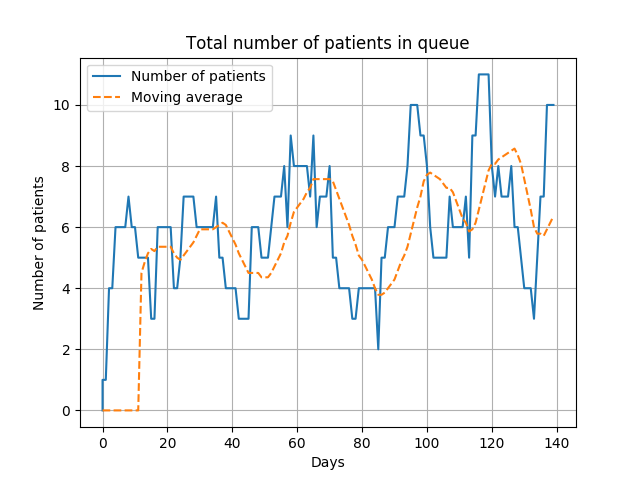 Total number of patients in queue
Number of patients
Moving average
Number of patients
10
8
6
4
2
0
0 20 40 60 80 100 120 140
Days